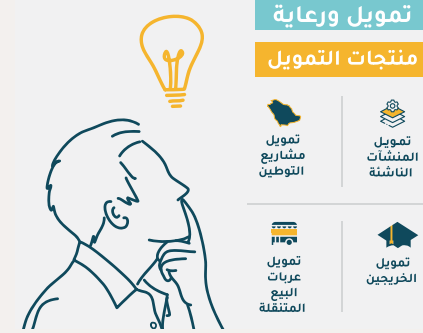 تمويل ورعاية
منتجات التمويل
تمويل
المنشآت
الناشئة
تمويل
مشاريع
التوطين
تمويل
الخريجين
تمويل
عربات
البيع
المتنقلة